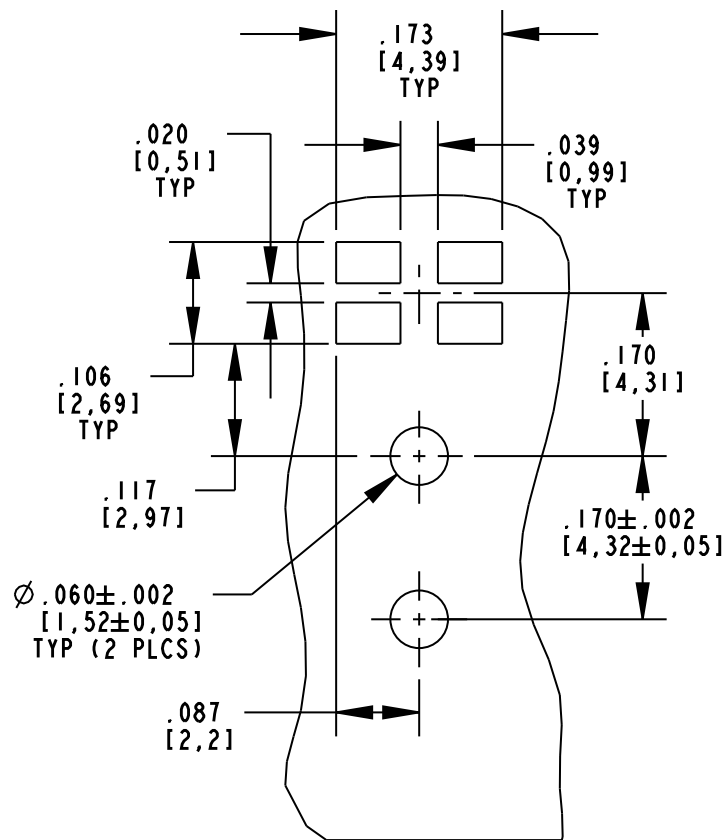 .173
[4,39]
TYP
.020
[0,51]
TYP
.039
[0,99]
TYP
.106
[2,69]
TYP
.170
[4,31]
.117
[2,97]
.170±.002
[4,32±0,05]
Ø .060±.002
[1,52±0,05]
TYP (2 PLCS)
.087
[2,2]